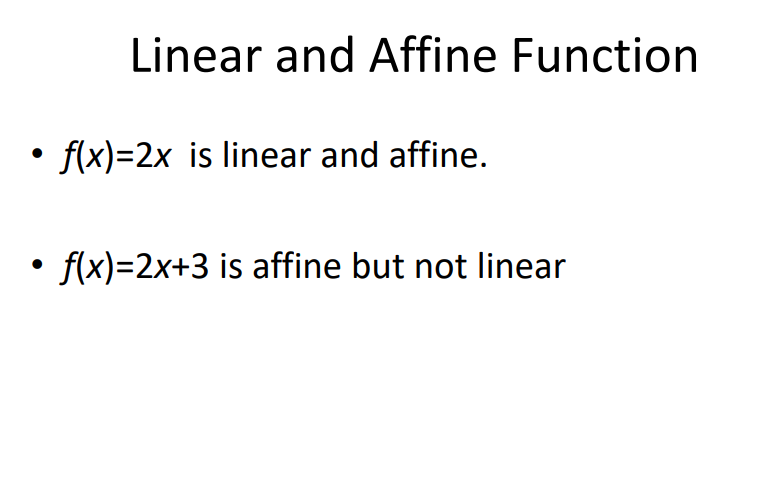 Linear and Affine Function
• f(x)=2x is linear and affine.
• f(x)=2x+3 is affine but not linear